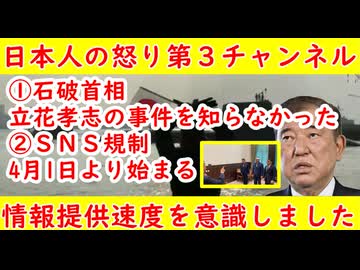 日本人の怒り第３チャンネル
①石破首相
立花孝志の事件を知らなかった
②ＳＮＳ規制
4月1日より始まる
情報提供速度を意識しました